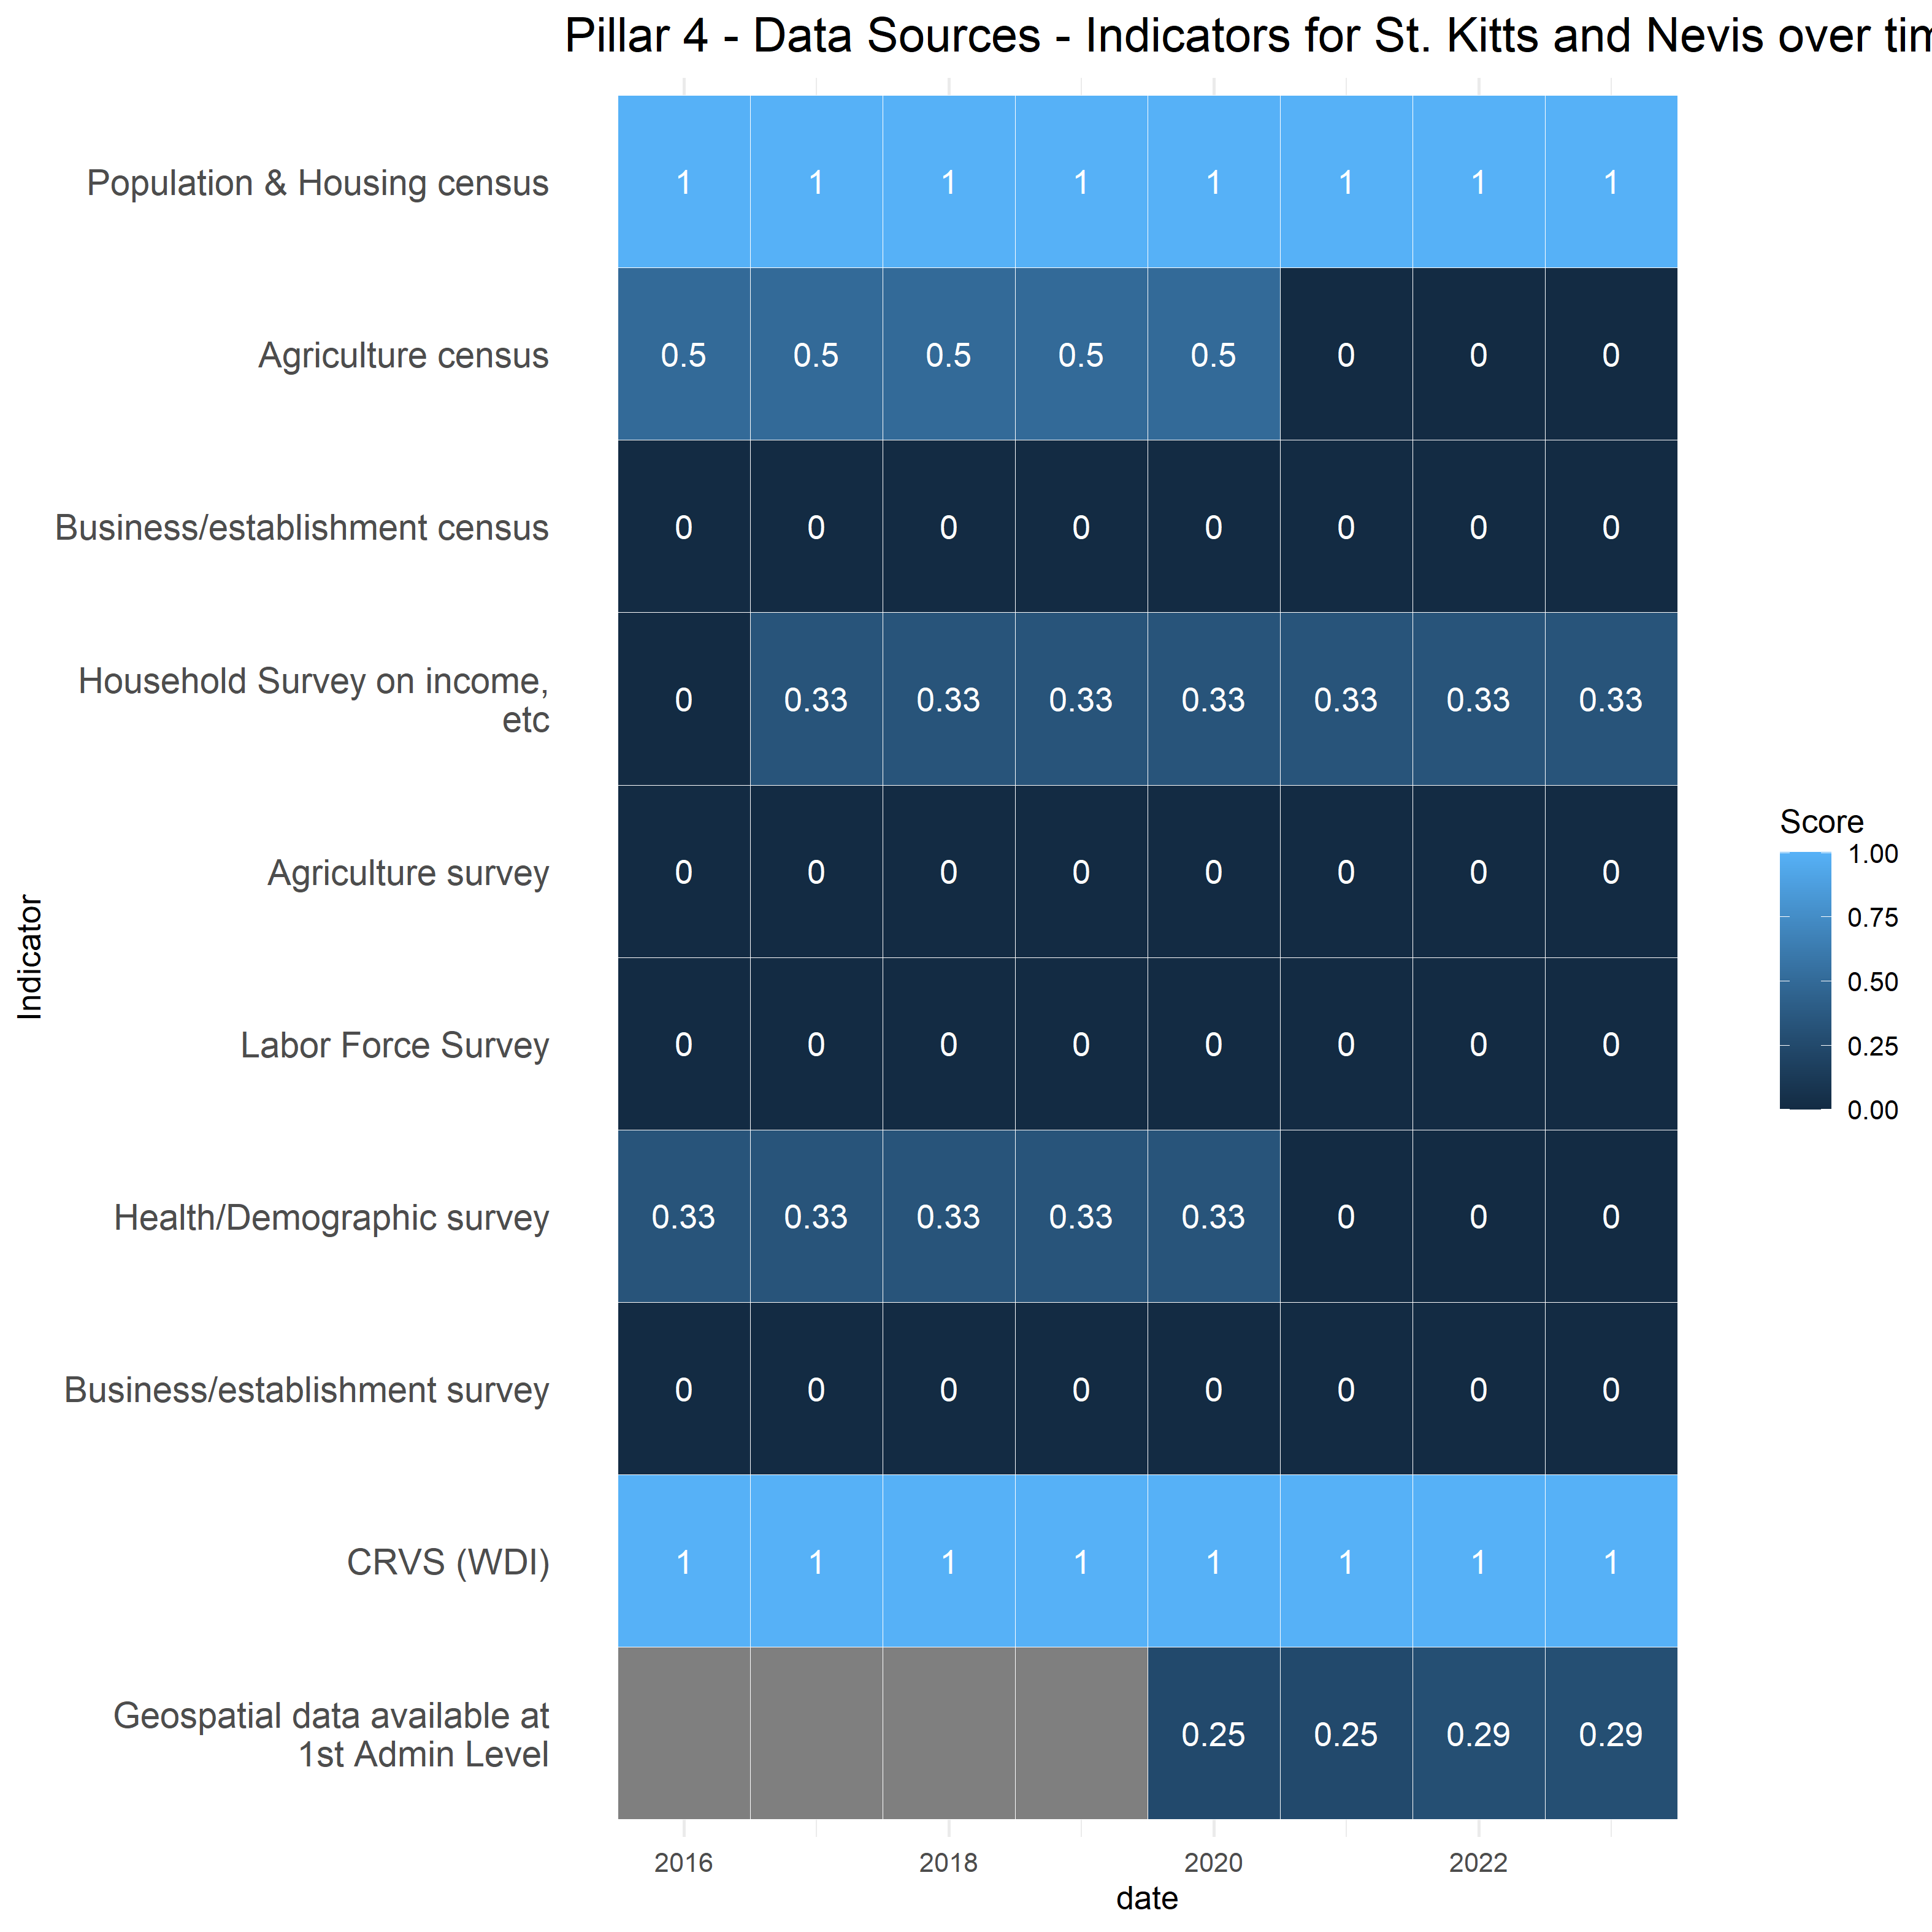 Pillar 4 - Data Sources - Indicators for St. Kitts and Nevis over tim
Population & Housing census
1 1 1 1 1 1 1 1
Agriculture census
0.5 0.5 0.5 0.5 0.5 0 0 0
Business/establishment census
0 0 0 0 0 0 0 0
Household Survey on income,
etc
0 0.33 0.33 0.33 0.33 0.33 0.33 0.33
Agriculture survey
0 0 0 0 0 0 0 0
Labor Force Survey
0 0 0 0 0 0 0 0
Health/Demographic survey
0.33 0.33 0.33 0.33 0.33 0 0 0
Business/establishment survey
0 0 0 0 0 0 0 0
CRVS (WDI)
1 1 1 1 1 1 1 1
Geospatial data available at
1st Admin Level
0.25 0.25 0.29 0.29
2016 2018 2020 2022
date
Indicator
Score
1.00
0.75
0.50
0.25
0.00